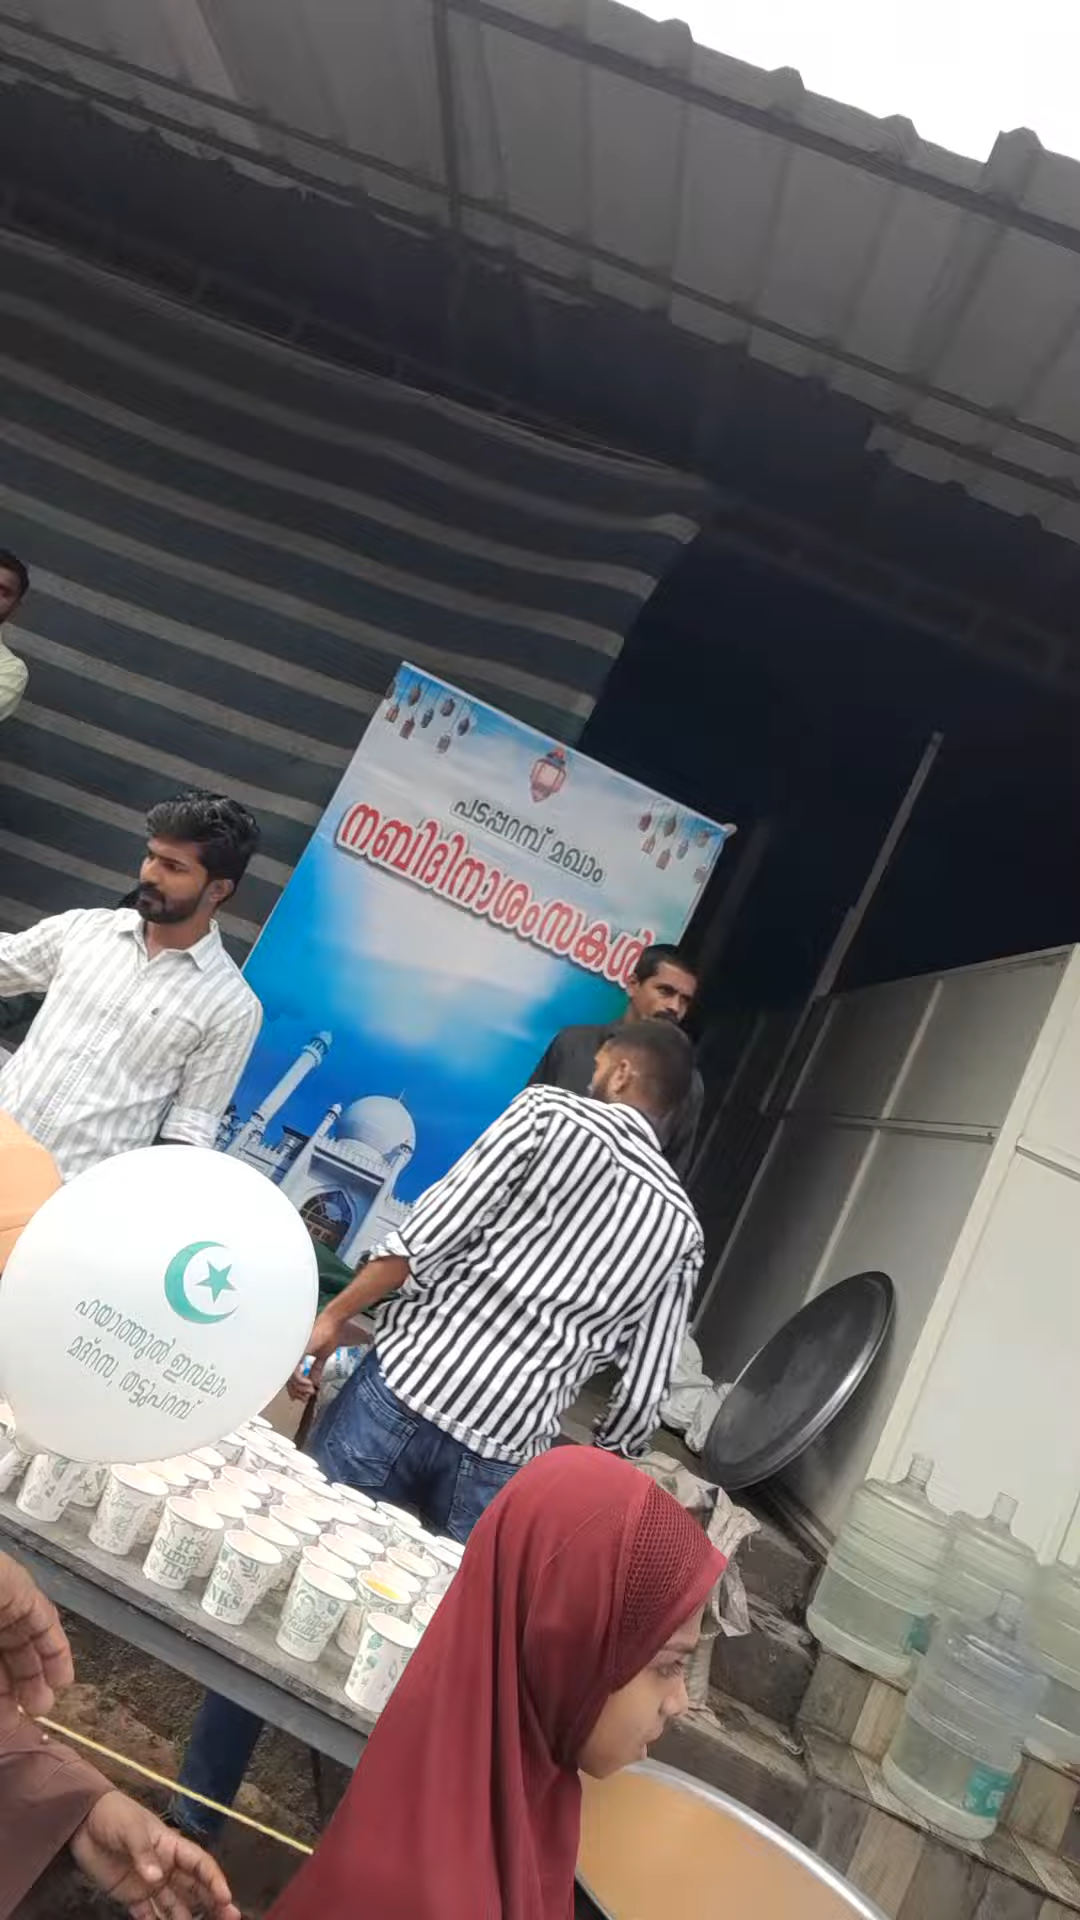 പടപ്പറമ്പ് മഖാം
നബിദിനാശംസകൾ
ഹയാത്തുൽ ഇസ്ലാം
മദ്റസ, തട്ടുപറമ്പ്